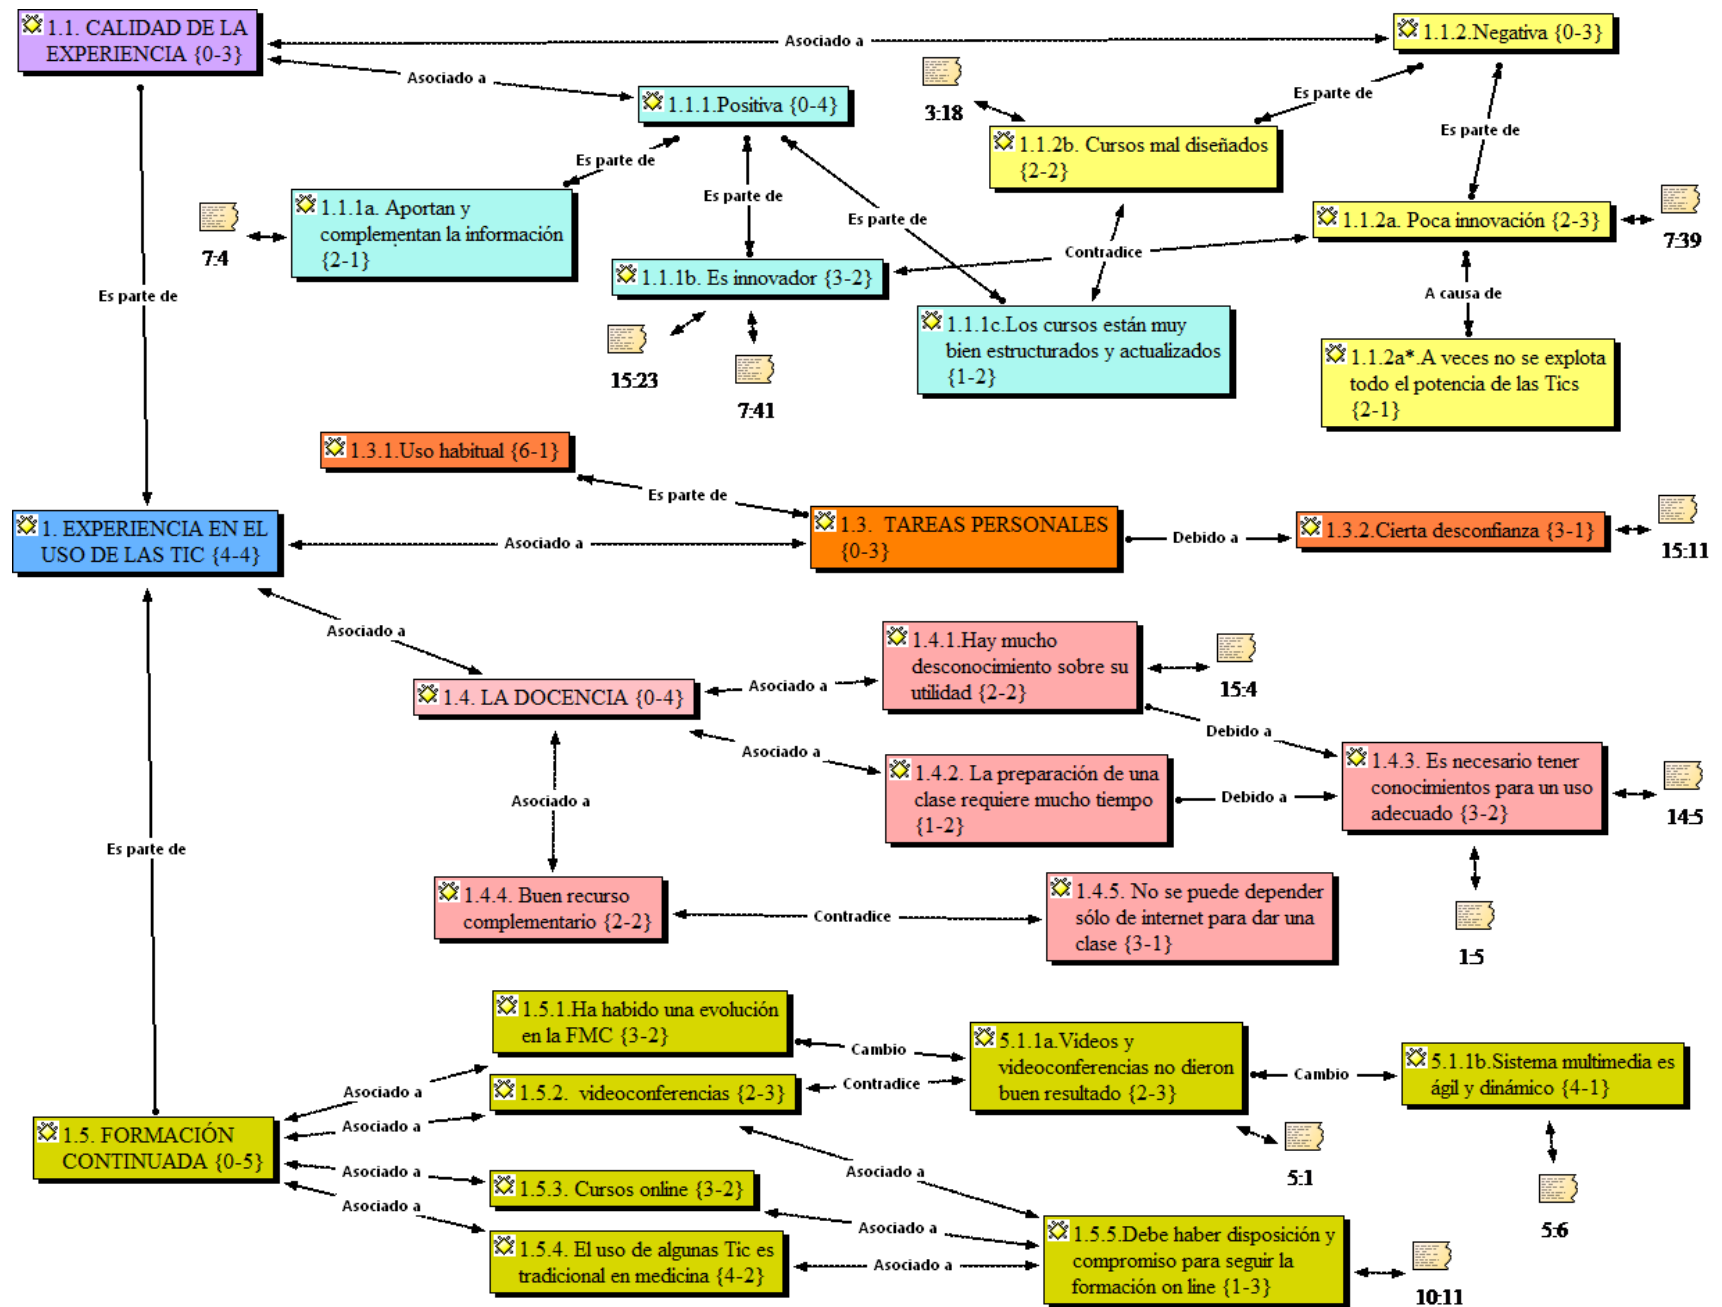 1.1. CALIDAD DE LA
EXPERIENCIA {0-3}
Asociado a
1.1.2.Negativa {0-3}
Asociado a
3:18
Es parte de
1.1.1.Positiva {0-4}
Es parte de
1.1.2b. Cursos mal diseñados
{2-2}
Es parte de
Es parte de
Es parte de
1.1.1a. Aportan y
complementan la información
{2-1}
7:4
Es parte de
1.1.2a. Poca innovación {2-3}
7:39
Contradice
1.1.1b. Es innovador {3-2}
Es parte de
A causa de
15:23
7:41
1.1.1c.Los cursos están muy
bien estructurados y actualizados
{1-2}
1.1.2a*.A veces no se explota
todo el potencia de las Tics
{2-1}
1.3.1.Uso habitual {6-1}
Es parte de
1. EXPERIENCIA EN EL
USO DE LAS TIC {4-4}
Asociado a
1.3. TAREAS PERSONALES
{0-3}
Debido a
1.3.2.Cierta desconfianza {3-1}
15:11
Asociado a
1.4. LA DOCENCIA {0-4}
Asociado a
1.4.1.Hay mucho
desconocimiento sobre su
utilidad {2-2}
15:4
Debido a
Asociado a
1.4.2. La preparación de una
clase requiere mucho tiempo
{1-2}
Debido a
1.4.3. Es necesario tener
conocimientos para un uso
adecuado {3-2}
14:5
1:5
Asociado a
Es parte de
1.4.4. Buen recurso
complementario {2-2}
Contradice
1.4.5. No se puede depender
sólo de internet para dar una
clase {3-1}
1.5.1.Ha habido una evolución
en la FMC {3-2}
Cambio
5.1.1a.Videos y
videoconferencias no dieron
buen resultado {2-3}
Cambio
5.1.1b.Sistema multimedia es
ágil y dinámico {4-1}
Asociado a
1.5.2. videoconferencias {2-3}
Contradice
Asociado a
1.5. FORMACIÓN
CONTINUADA {0-5}
5:1
5:6
Asociado a
Asociado a
1.5.3. Cursos online {3-2}
Asociado a
Asociado a
1.5.4. El uso de algunas Tic es
tradicional en medicina {4-2}
Asociado a
1.5.5.Debe haber disposición y
compromiso para seguir la
formación on line {1-3}
10:11